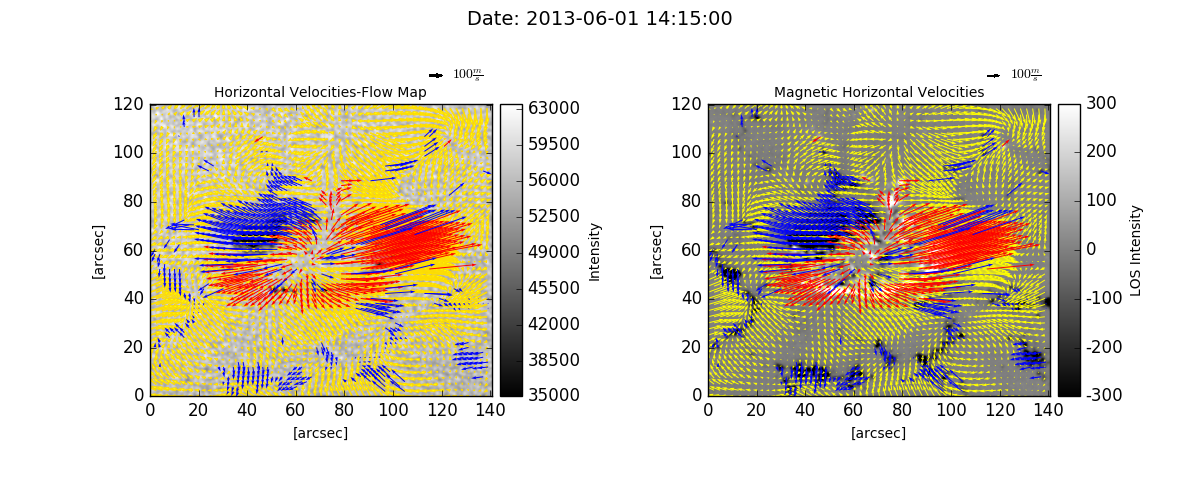 Date: 2013-06-01 14:15:00
100 m/s
Horizontal Velocities-Flow Map
120
100
80
60
40
20
0
0 20 40 60 80 100 120 140
[arcsec]
[arcsec]
63000
59500
56000
52500
49000
45500
42000
38500
35000
Intensity
100 m/s
Magnetic Horizontal Velocities
120
100
80
60
40
20
0
0 20 40 60 80 100 120 140
[arcsec]
[arcsec]
300
200
100
0
-100
-200
-300
LOS Intensity